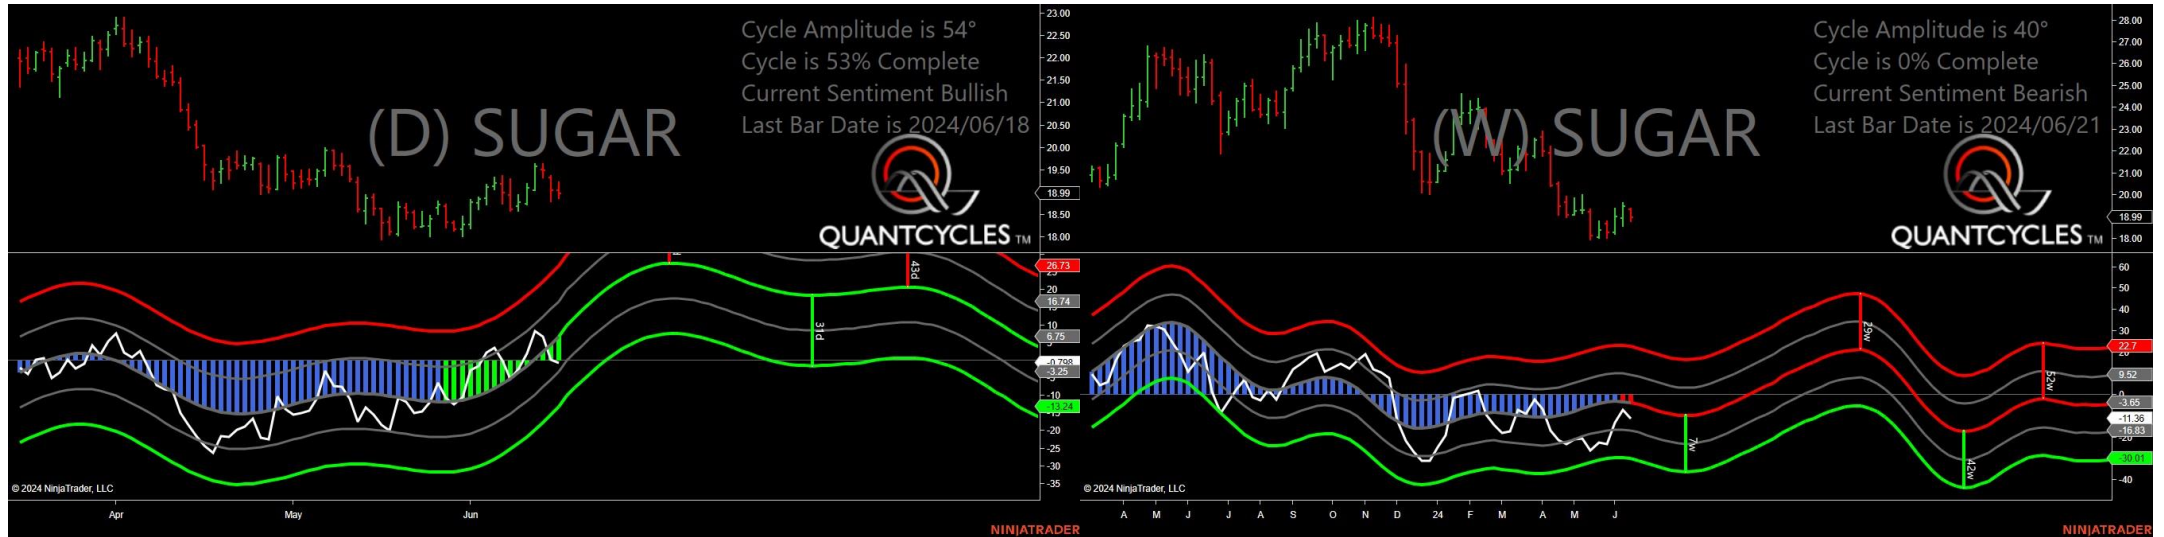 Cycle Amplitude is 54°
Cycle is 53% Complete
Current Sentiment Bullish
Last Bar Date is 2024/06/18
(D) SUGAR
QUANTCYCLES TM
23.00
22.50
22.00
21.50
21.00
20.50
20.00
19.50
18.99
18.50
18.00
26.73
20
16.74
10
6.75
-0.798
-3.25
-10
-13.24
-20
-25
-30
-35
43d
31d
© 2024 NinjaTrader, LLC
Apr
May
Jun
NINJATRADER
Cycle Amplitude is 40°
Cycle is 0% Complete
Current Sentiment Bearish
Last Bar Date is 2024/06/21
(W) SUGAR
QUANTCYCLES TM
28.00
27.00
26.00
25.00
24.00
23.00
22.00
21.00
20.00
18.99
18.00
60
50
40
30
22.7
9.52
-3.65
-11.36
-16.83
-30.01
-40
29w
52w
7w
42w
© 2024 NinjaTrader, LLC
A M J J A S O N D 24 F M A M J
NINJATRADER